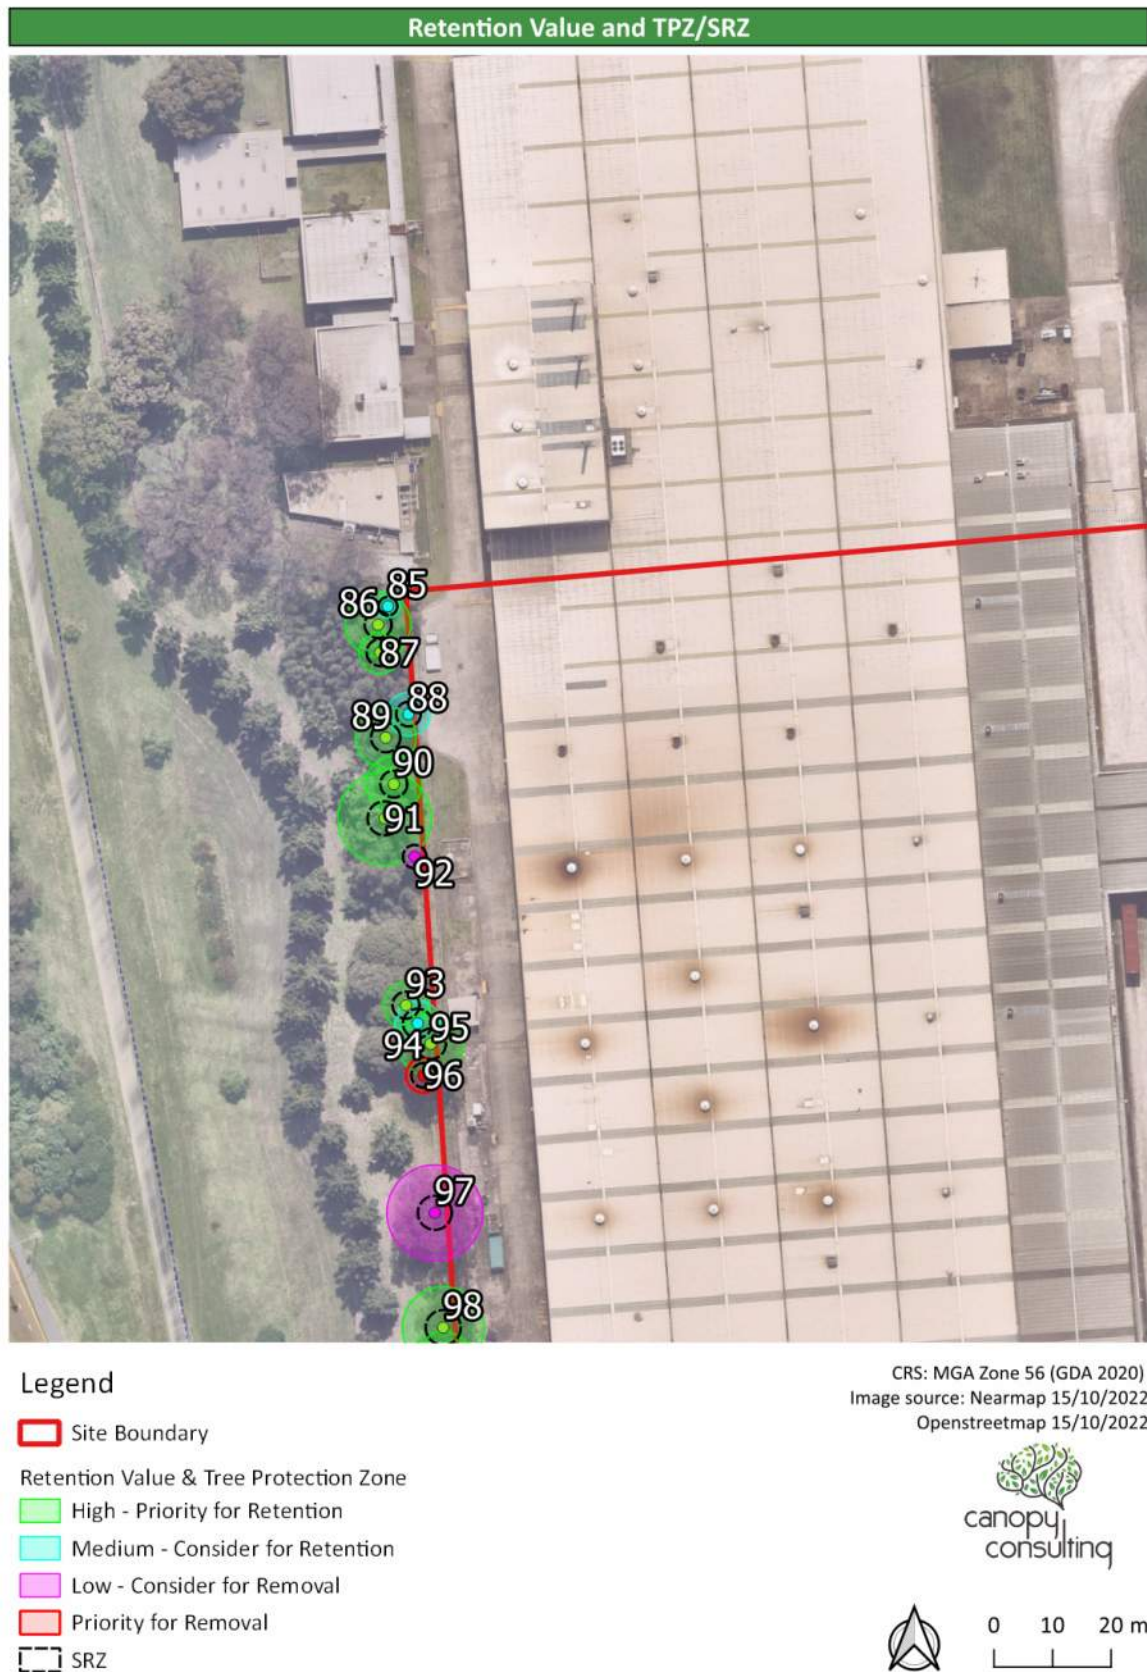 Retention Value and TPZ/SRZ
85
86
87
88
89
90
91
92
93
95
94
96
97
98
Legend
Site Boundary
Retention Value & Tree Protection Zone
High - Priority for Retention
Medium - Consider for Retention
Low - Consider for Removal
Priority for Removal
SRZ
CRS: MGA Zone 56 (GDA 2020)
Image source: Nearmap 15/10/2022
Openstreetmap 15/10/2022
canopy
consulting
0 10 20 m